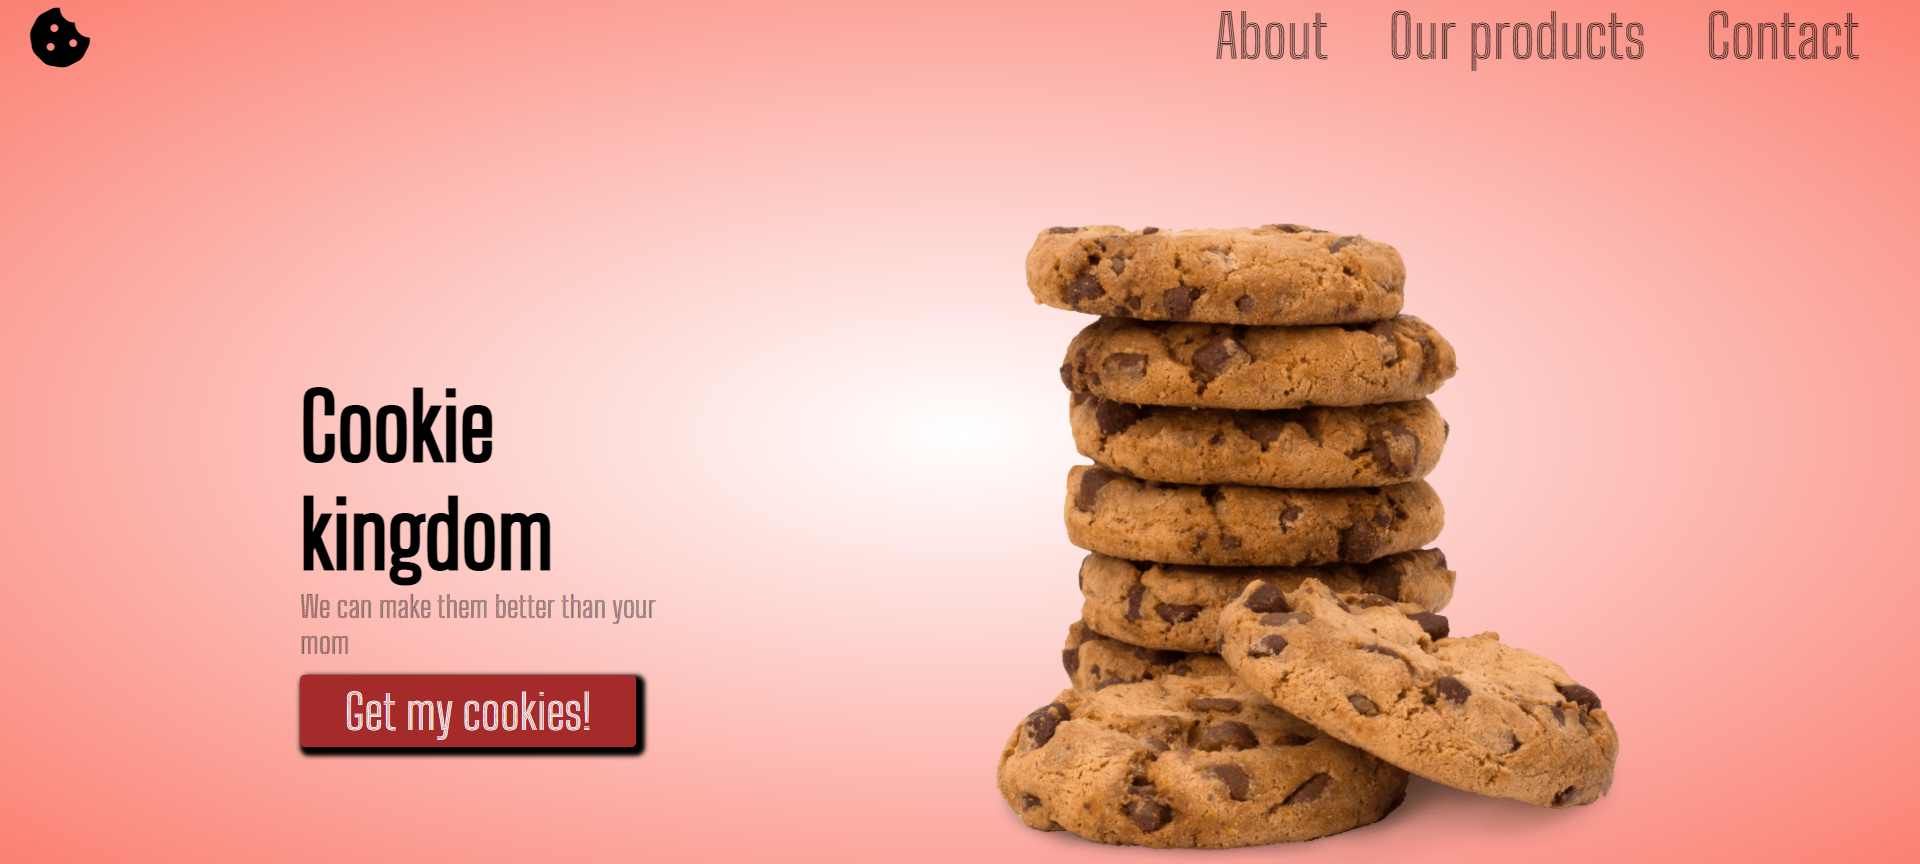 About Our products Contact
Cookie
kingdom
We can make them better than your
mom
Get my cookies!